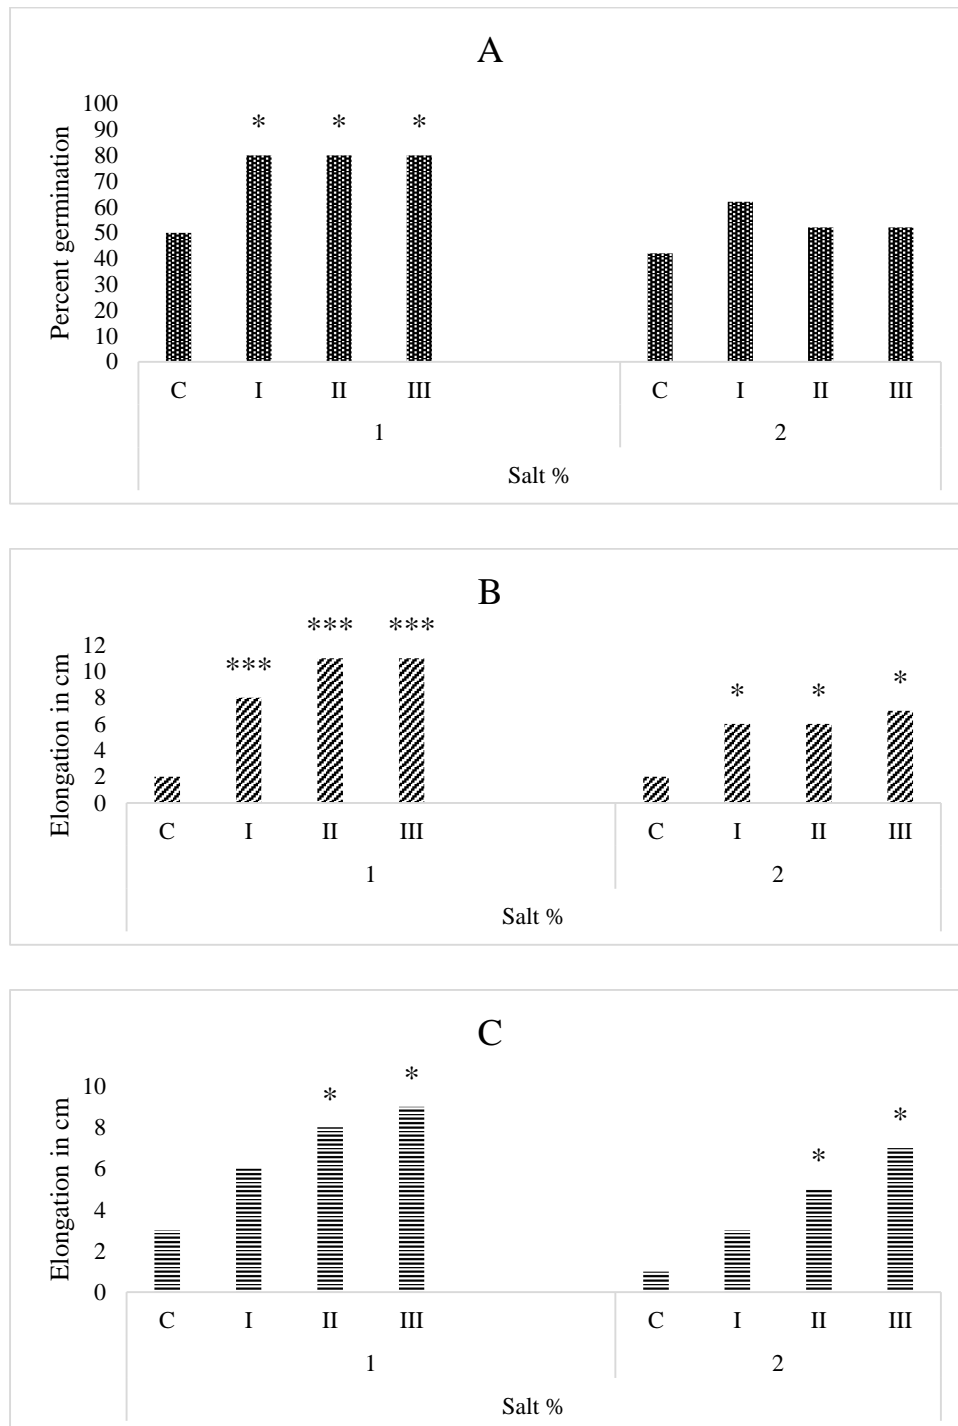 A
Percent germination
100
90
80
70
60
50
40
30
20
10
0
* * *
C I II III C I II III
1 2
Salt %
B
Elongation in cm
12
10
8
6
4
2
0
*** *** *** * * *
C I II III C I II III
1 2
Salt %
C
Elongation in cm
10
8
6
4
2
0
* * * *
C I II III C I II III
1 2
Salt %